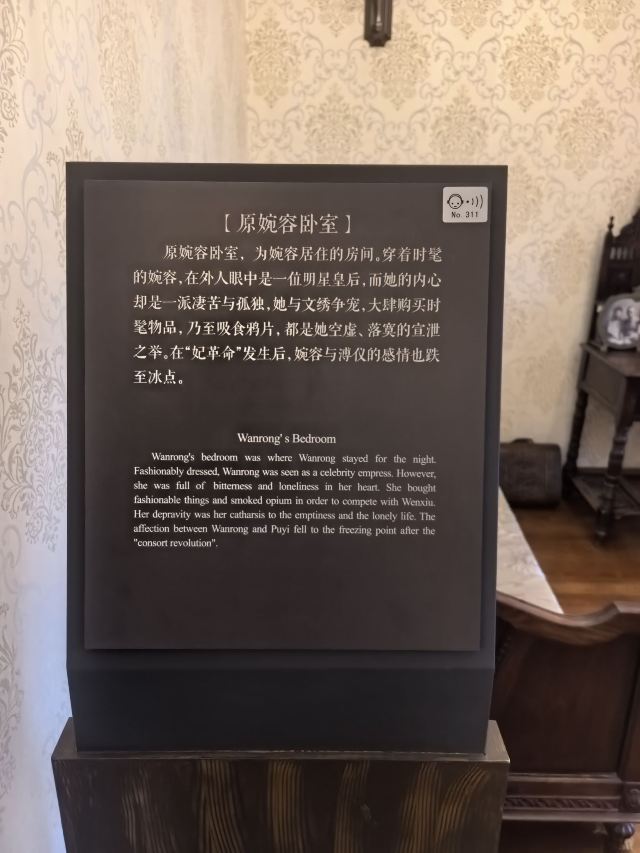 No.311
【原婉容卧室】
原婉容卧室，为婉容居住的房间。穿着时髦
的婉容，在外人眼中是一位明星皇后，而她的内心
却是一派凄苦与孤独，她与文绣争宠，大肆购买时
髦物品，乃至吸食鸦片，都是她空虚、落寞的宣泄
之举。在“妃革命”发生后，婉容与溥仪的感情也跌
至冰点。
Wanrong's Bedroom
Wanrong's bedroom was where Wanrong stayed for the night.
Fashionably dressed, Wanrong was seen as a celebrity empress. However,
she was full of bitterness and loneliness in her heart. She bought
fashionable things and smoked opium in order to compete with Wenxiu.
Her depravity was her catharsis to the emptiness and the lonely life. The
affection between Wanrong and Puyi fell to the freezing point after the
"consort revolution".